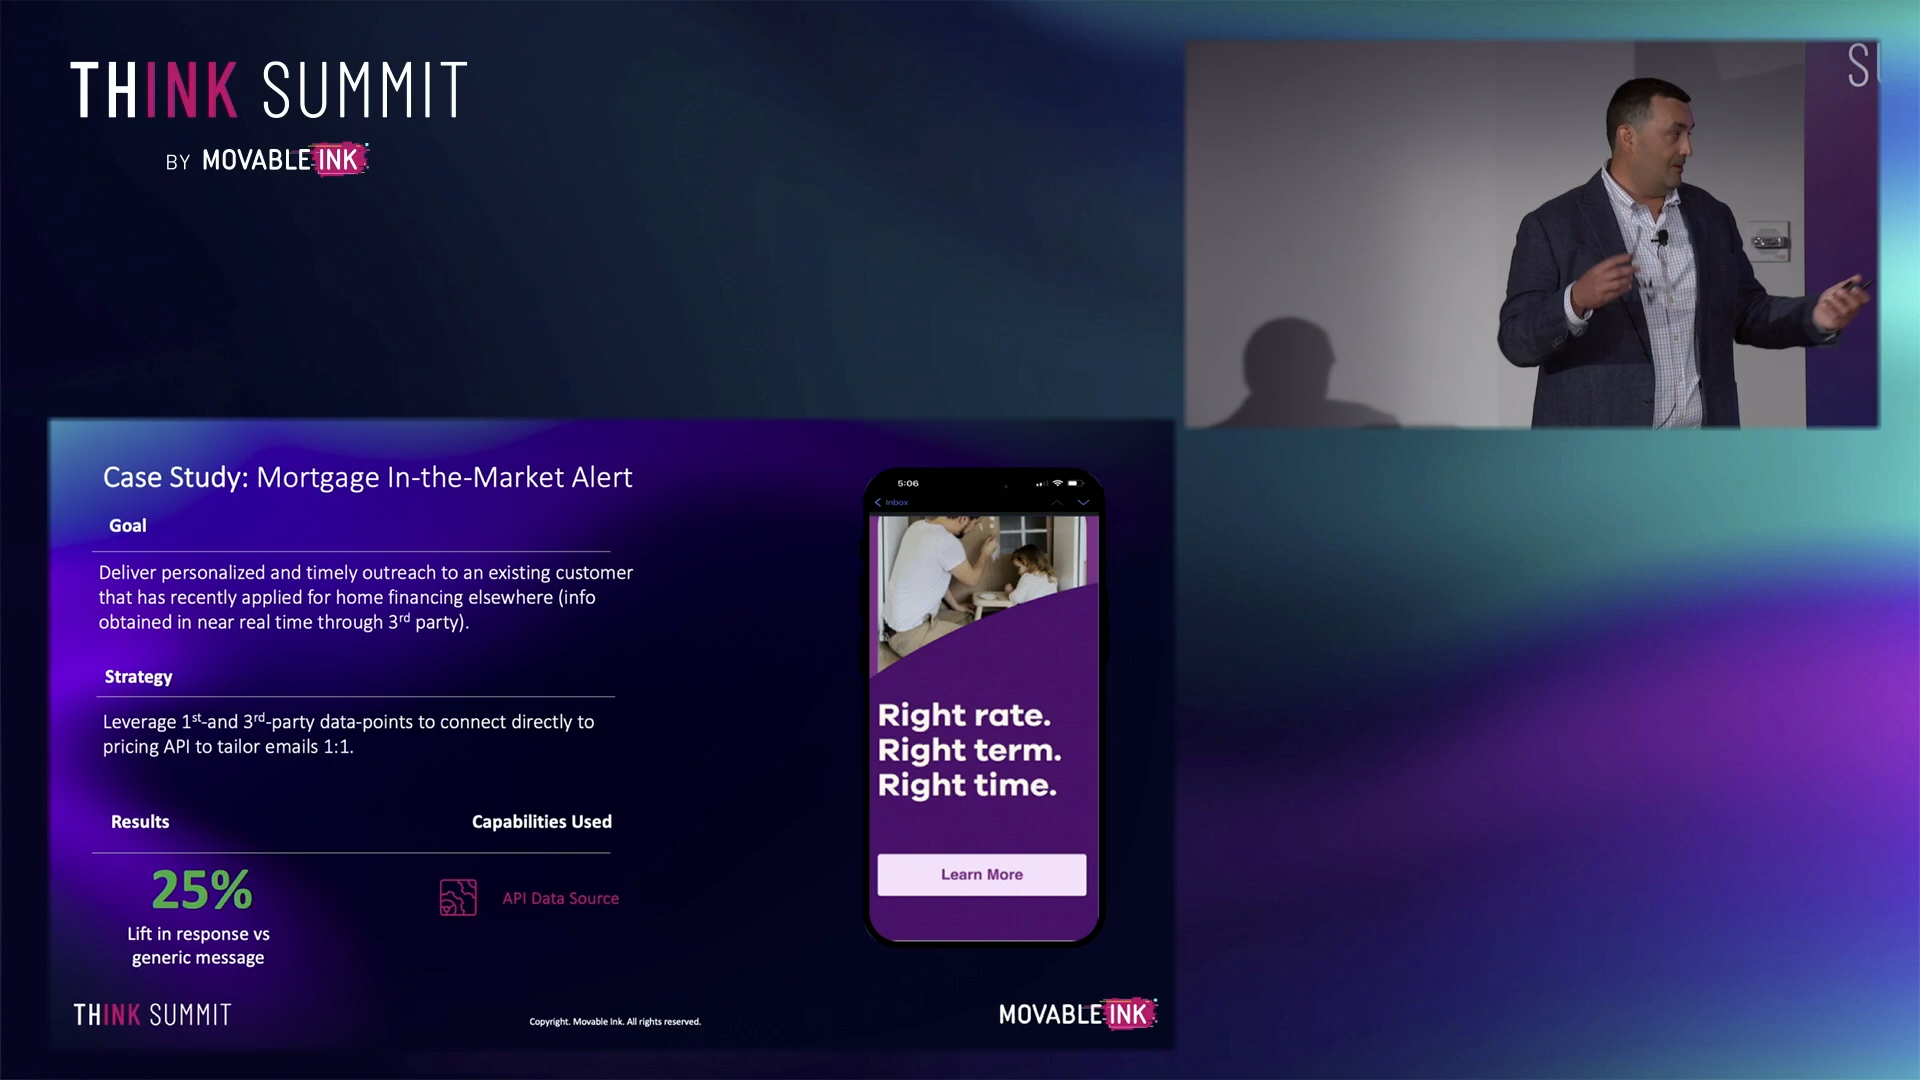 THINK SUMMIT
BY MOVABLE INK
SU
Case Study: Mortgage In-the-Market Alert
Goal
Deliver personalized and timely outreach to an existing customer
that has recently applied for home financing elsewhere (info
obtained in near real time through 3rd party).
Strategy
Leverage 1st-and 3rd-party data-points to connect directly to
pricing API to tailor emails 1:1.
Results
Capabilities Used
25%
Lift in response vs
generic message
API Data Source
5:06
Inbox
Right rate.
Right term.
Right time.
Learn More
THINK SUMMIT
Copyright. Movable Ink. All rights reserved.
MOVABLE INK